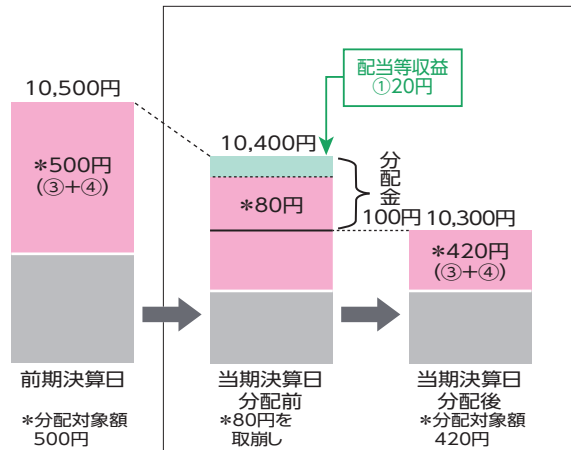 10,500円
*500円
(③+④)
配当等収益
①20円
10,400円
*80円
分配金
100円
10,300円
*420円
(③+④)
前期決算日
*分配対象額
500円
当期決算日
分配前
*80円を
取崩し
当期決算日
分配後
*分配対象額
420円